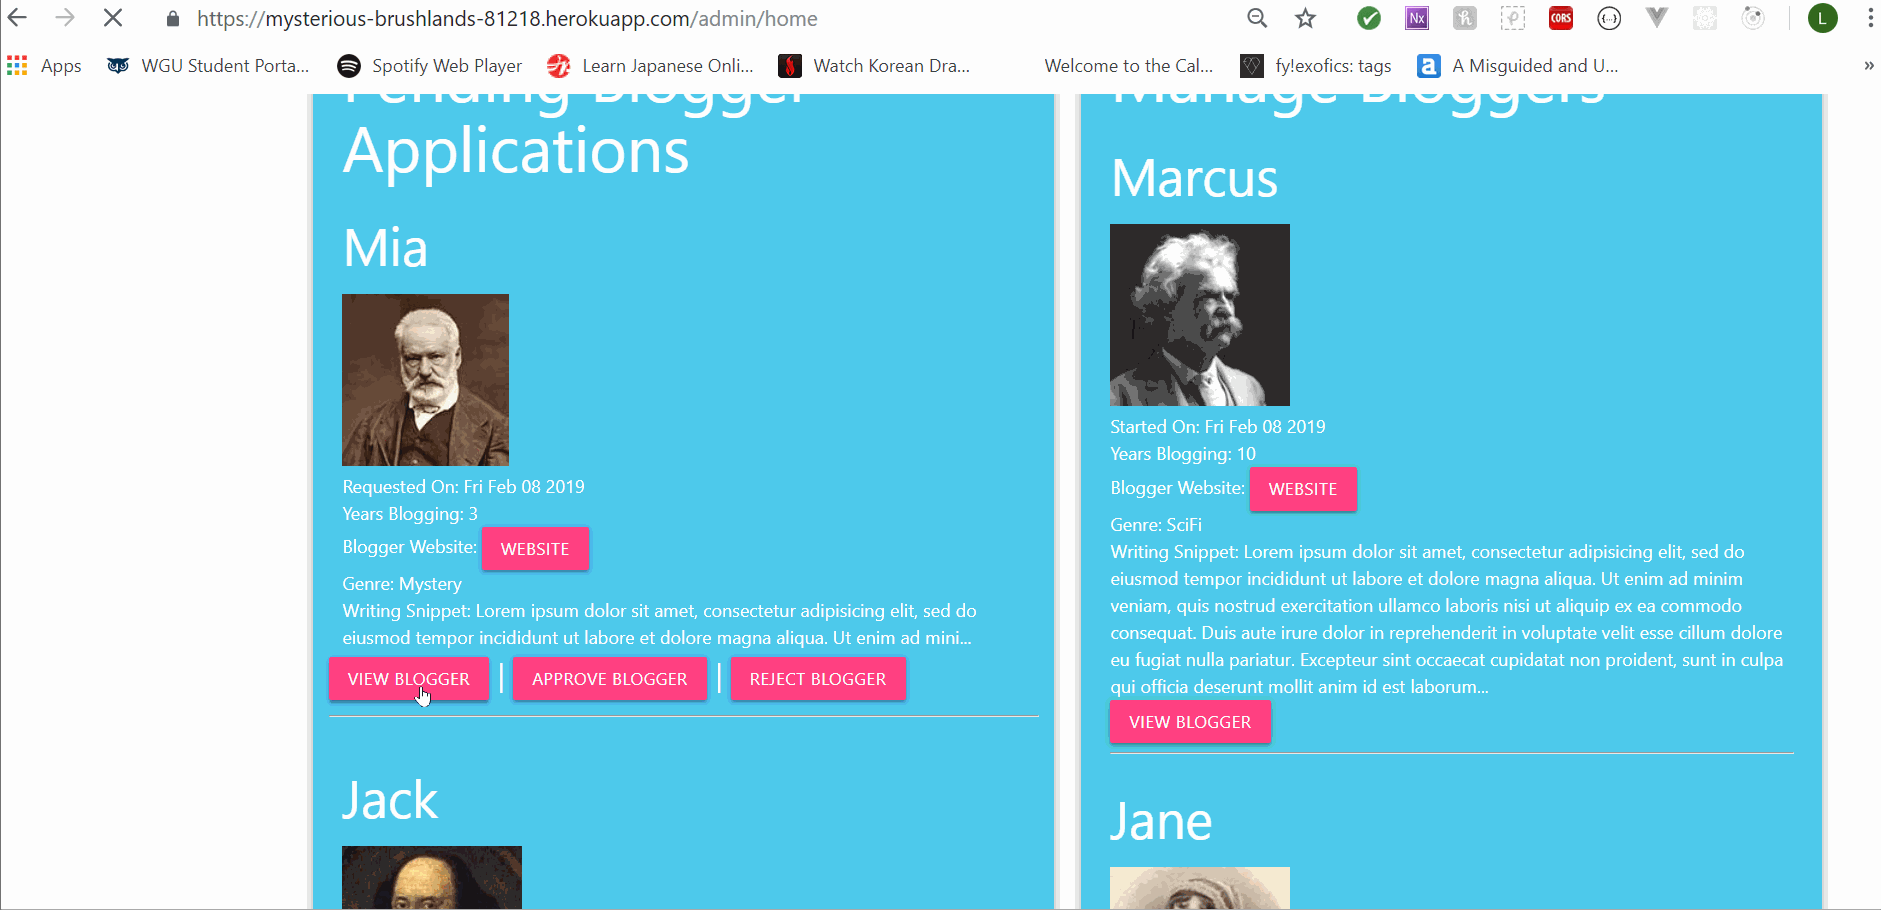 https://mysterious-brushlands-81218.herokuapp.com/admin/home
Nx
CORS
L
Apps
WGU Student Porta...
Spotify Web Player
Learn Japanese Onli...
Watch Korean Dra...
Welcome to the Cal...
fy!exofics: tags
a
A Misguided and U...
»
Pending Blogger
Applications
Mia
Requested On: Fri Feb 08 2019
Years Blogging: 3
Blogger Website: WEBSITE
Genre: Mystery
Writing Snippet: Lorem ipsum dolor sit amet, consectetur adipisicing elit, sed do
eiusmod tempor incididunt ut labore et dolore magna aliqua. Ut enim ad mini...
VIEW BLOGGER | APPROVE BLOGGER | REJECT BLOGGER
Jack
Manage Bloggers
Marcus
Started On: Fri Feb 08 2019
Years Blogging: 10
Blogger Website: WEBSITE
Genre: SciFi
Writing Snippet: Lorem ipsum dolor sit amet, consectetur adipisicing elit, sed do
eiusmod tempor incididunt ut labore et dolore magna aliqua. Ut enim ad minim
veniam, quis nostrud exercitation ullamco laboris nisi ut aliquip ex ea commodo
consequat. Duis aute irure dolor in reprehenderit in voluptate velit esse cillum dolore
eu fugiat nulla pariatur. Excepteur sint occaecat cupidatat non proident, sunt in culpa
qui officia deserunt mollit anim id est laborum...
VIEW BLOGGER
Jane